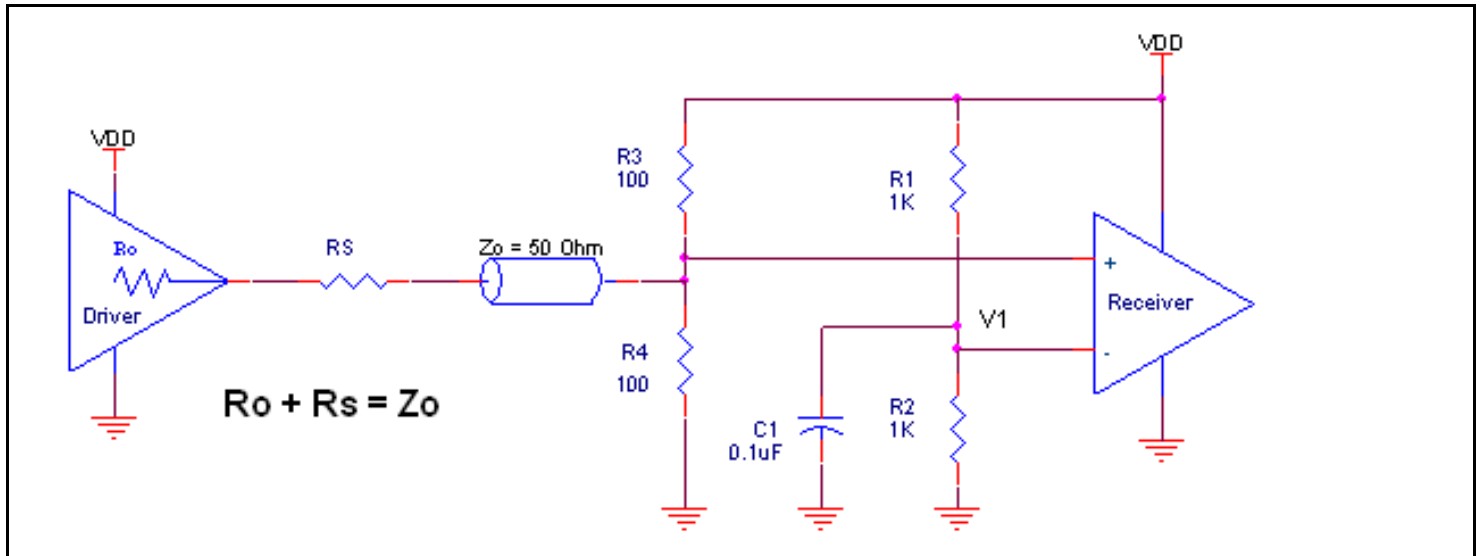 VDD
VDD
Ro
Driver
RS
Zo = 50 Ohm
R3
100
R1
1K
+
Receiver
-
V1
R4
100
R2
1K
C1
0.1uF
Ro + Rs = Zo